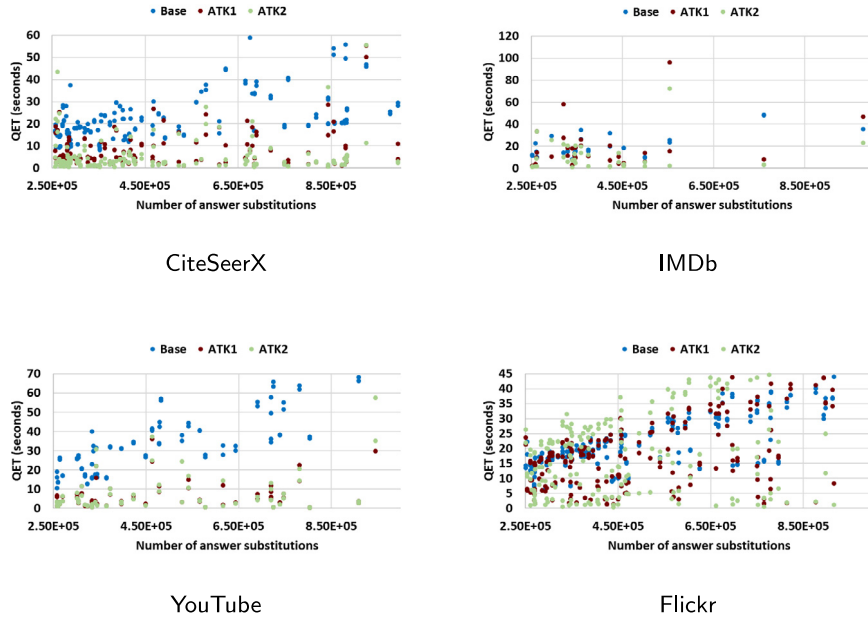 Base ATK1 ATK2
60
50
40
30
20
10
0
QET (seconds)
2.50E+05 4.50E+05 6.50E+05 8.50E+05
Number of answer substitutions
CiteSeerX
Base ATK1 ATK2
120
100
80
60
40
20
0
QET (seconds)
2.50E+05 4.50E+05 6.50E+05 8.50E+05
Number of answer substitutions
IMDb
Base ATK1 ATK2
70
60
50
40
30
20
10
0
QET (seconds)
2.50E+05 4.50E+05 6.50E+05 8.50E+05
Number of answer substitutions
YouTube
Base ATK1 ATK2
45
40
35
30
25
20
15
10
5
0
QET (seconds)
2.50E+05 4.50E+05 6.50E+05 8.50E+05
Number of answer substitutions
Flickr